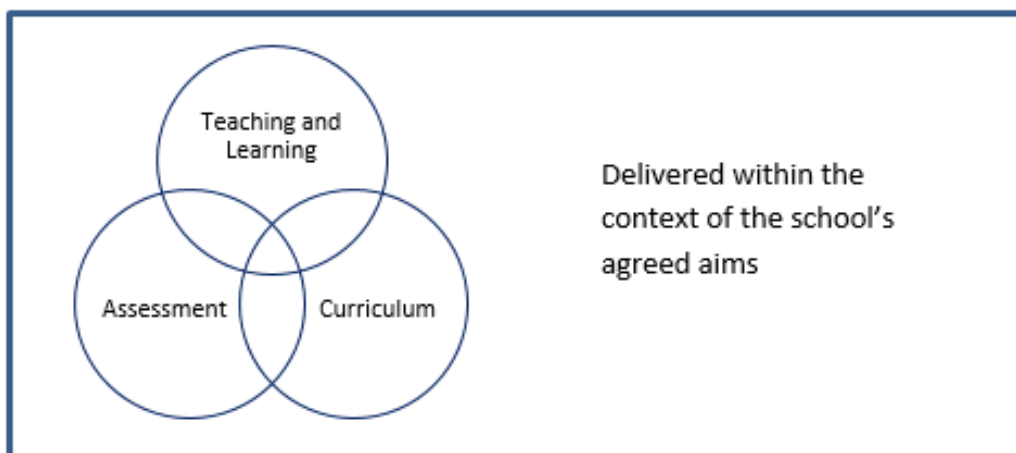 Teaching and
Learning
Assessment
Curriculum
Delivered within the
context of the school’s
agreed aims